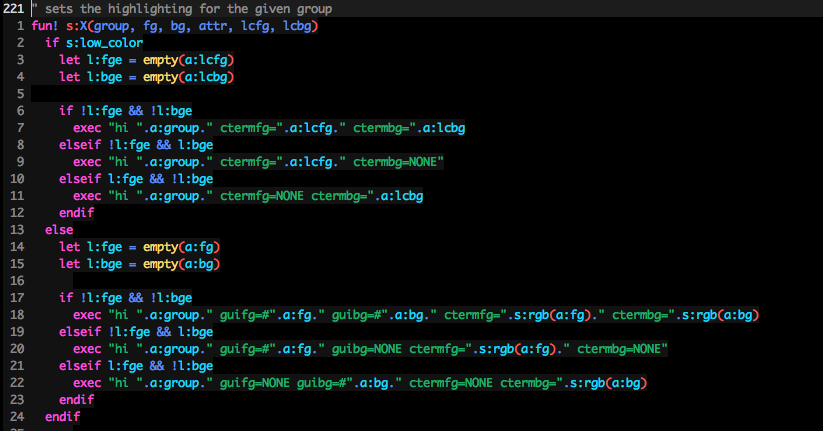 221 " sets the highlighting for the given group
1 fun! s:X(group, fg, bg, attr, lcfg, lcbg)
2   if s:low_color
3     let l:fge = empty(a:lcfg)
4     let l:bge = empty(a:lcbg)
5
6     if !l:fge && !l:bge
7       exec "hi ".a:group." ctermfg=".a:lcfg." ctermbg=".a:lcbg
8     elseif !l:fge && l:bge
9       exec "hi ".a:group." ctermfg=".a:lcfg." ctermbg=NONE"
10     elseif l:fge && !l:bge
11       exec "hi ".a:group." ctermfg=NONE ctermbg=".a:lcbg
12     endif
13   else
14     let l:fge = empty(a:fg)
15     let l:bge = empty(a:bg)
16
17     if !l:fge && !l:bge
18       exec "hi ".a:group." guifg=#".a:fg." guibg=#".a:bg." ctermfg=".s:rgb(a:fg)." ctermbg=".s:rgb(a:bg)
19     elseif !l:fge && l:bge
20       exec "hi ".a:group." guifg=#".a:fg." guibg=NONE ctermfg=".s:rgb(a:fg)." ctermbg=NONE"
21     elseif l:fge && !l:bge
22       exec "hi ".a:group." guifg=NONE guibg=#".a:bg." ctermfg=NONE ctermbg=".s:rgb(a:bg)
23     endif
24   endif